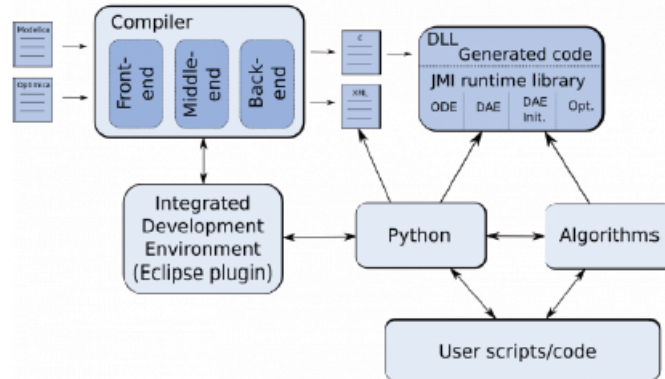 Modelica
Optimica
Compiler
Front-
end
Middle-
end
Back-
end
C
XML
DLL
Generated code
JMI runtime library
ODE
DAE
DAE
Init.
Opt.
Integrated
Development
Environment
(Eclipse plugin)
Python
Algorithms
User scripts/code